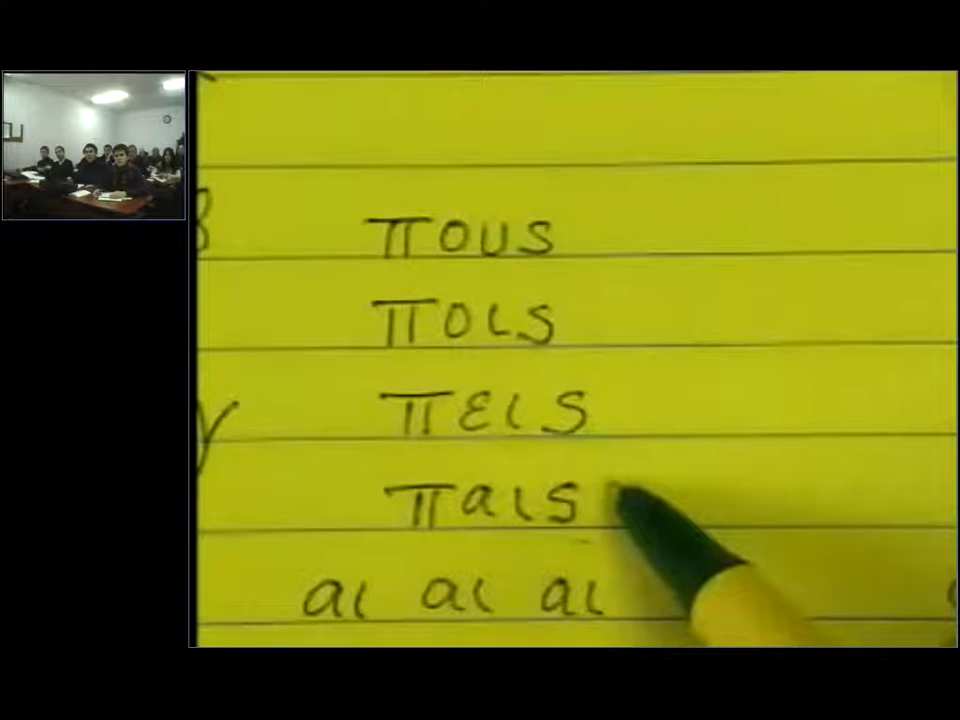 β πους
ποις
γ πεις
παις
αι αι αι